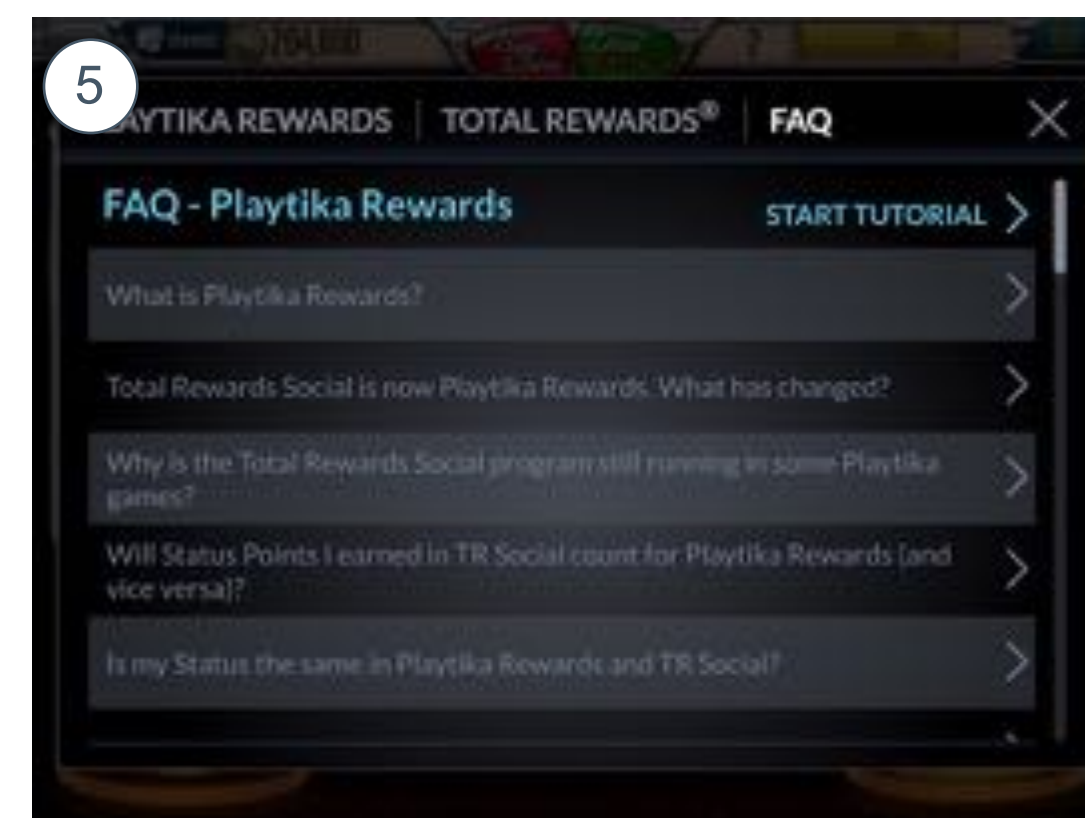 5
AYTIKA REWARDS | TOTAL REWARDS® | FAQ
FAQ - Playtika Rewards
START TUTORIAL
What is Playtika Rewards?
Total Rewards Social is now Playtika Rewards. What has changed?
Why is the Total Rewards Social program still running in some Playtika
games?
Will Status Points I earned in TR Social count for Playtika Rewards (and
vice versa)?
Is my Status the same in Playtika Rewards and TR Social?